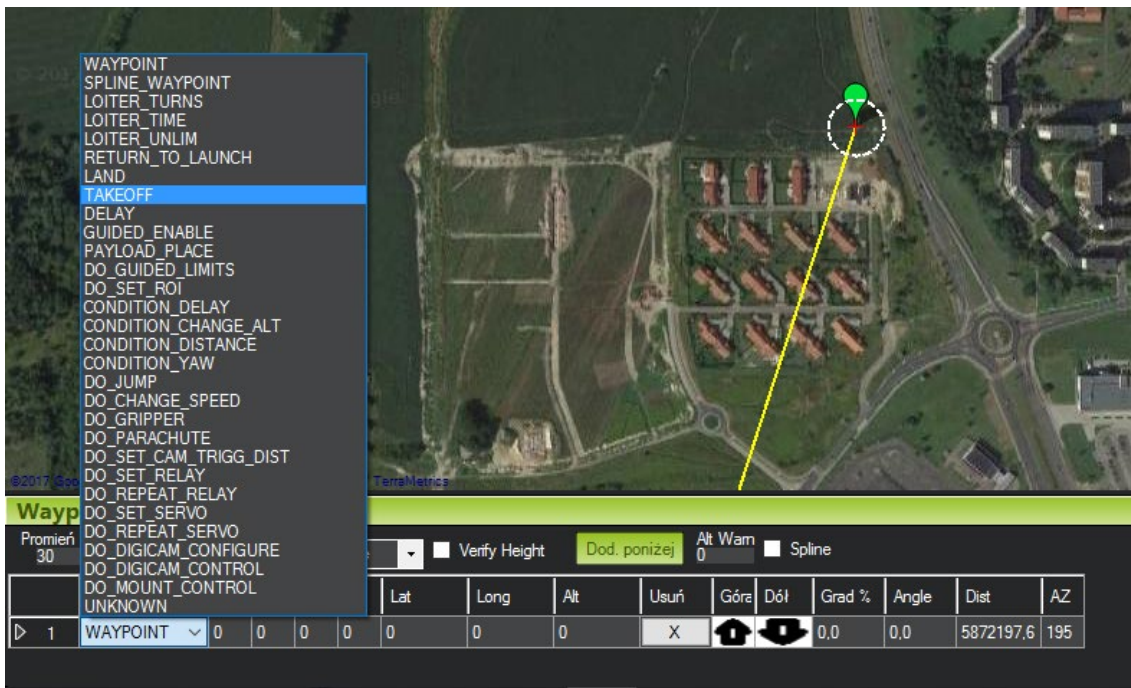 WAYPOINT
SPLINE_WAYPOINT
LOITER_TURNS
LOITER_TIME
LOITER_UNLIM
RETURN_TO_LAUNCH
LAND
TAKEOFF
DELAY
GUIDED_ENABLE
PAYLOAD_PLACE
DO_GUIDED_LIMITS
DO_SET_ROI
CONDITION_DELAY
CONDITION_CHANGE_ALT
CONDITION_DISTANCE
CONDITION_YAW
DO_JUMP
DO_CHANGE_SPEED
DO_GRIPPER
DO_PARACHUTE
DO_SET_CAM_TRIGG_DIST
DO_SET_RELAY
DO_REPEAT_RELAY
DO_SET_SERVO
DO_REPEAT_SERVO
DO_DIGICAM_CONFIGURE
DO_DIGICAM_CONTROL
DO_MOUNT_CONTROL
UNKNOWN
©2017 Goo TerraMetrics
Wayp
Promień Alt Warn
30 Verify Height Dod. poniżej 0 Spline
Lat Long Alt Usuń Góra Dół Grad % Angle Dist AZ
1 WAYPOINT 0 0 0 0 0 0 0 X 0,0 0,0 5872197,6 195